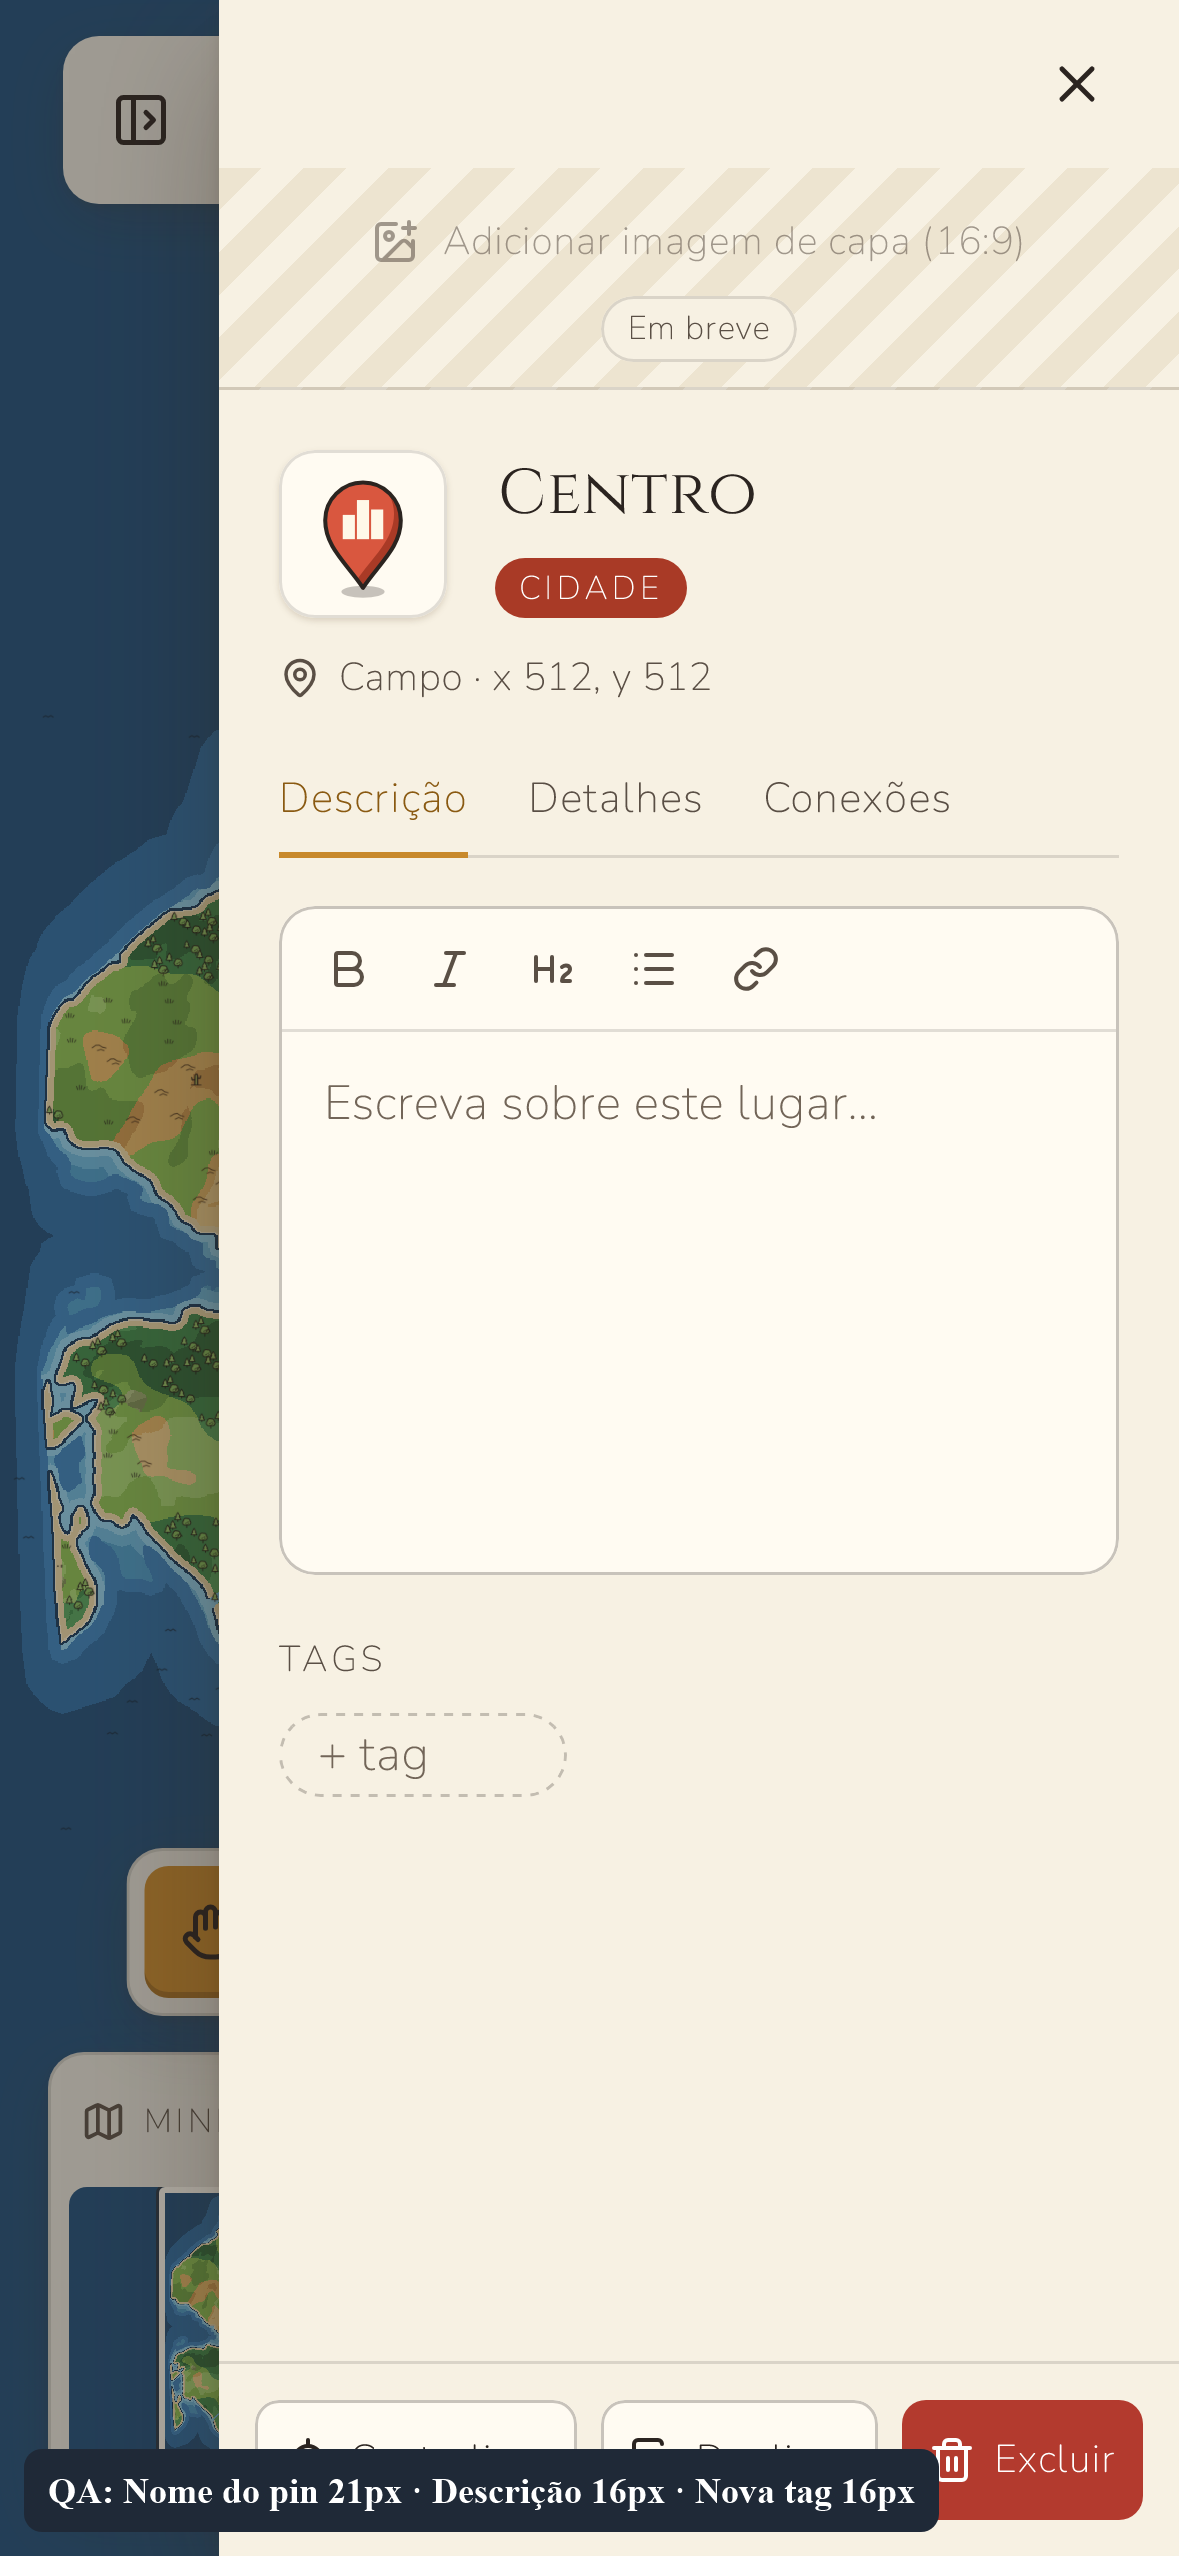 Adicionar imagem de capa (16:9)
Em breve
Centro
CIDADE
Campo · x 512, y 512
Descrição Detalhes Conexões
B I H2
Escreva sobre este lugar...
TAGS
+ tag
Excluir
QA: Nome do pin 21px · Descrição 16px · Nova tag 16px